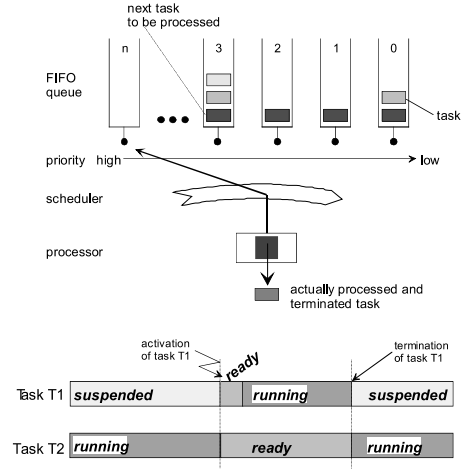 next task
to be processed
n
3
2
1
0
FIFO
queue
task
priority high
low
scheduler
processor
actually processed and
terminated task
activation
of task T1
ready
termination
of task T1
Task T1
suspended
running
suspended
Task T2
running
ready
running